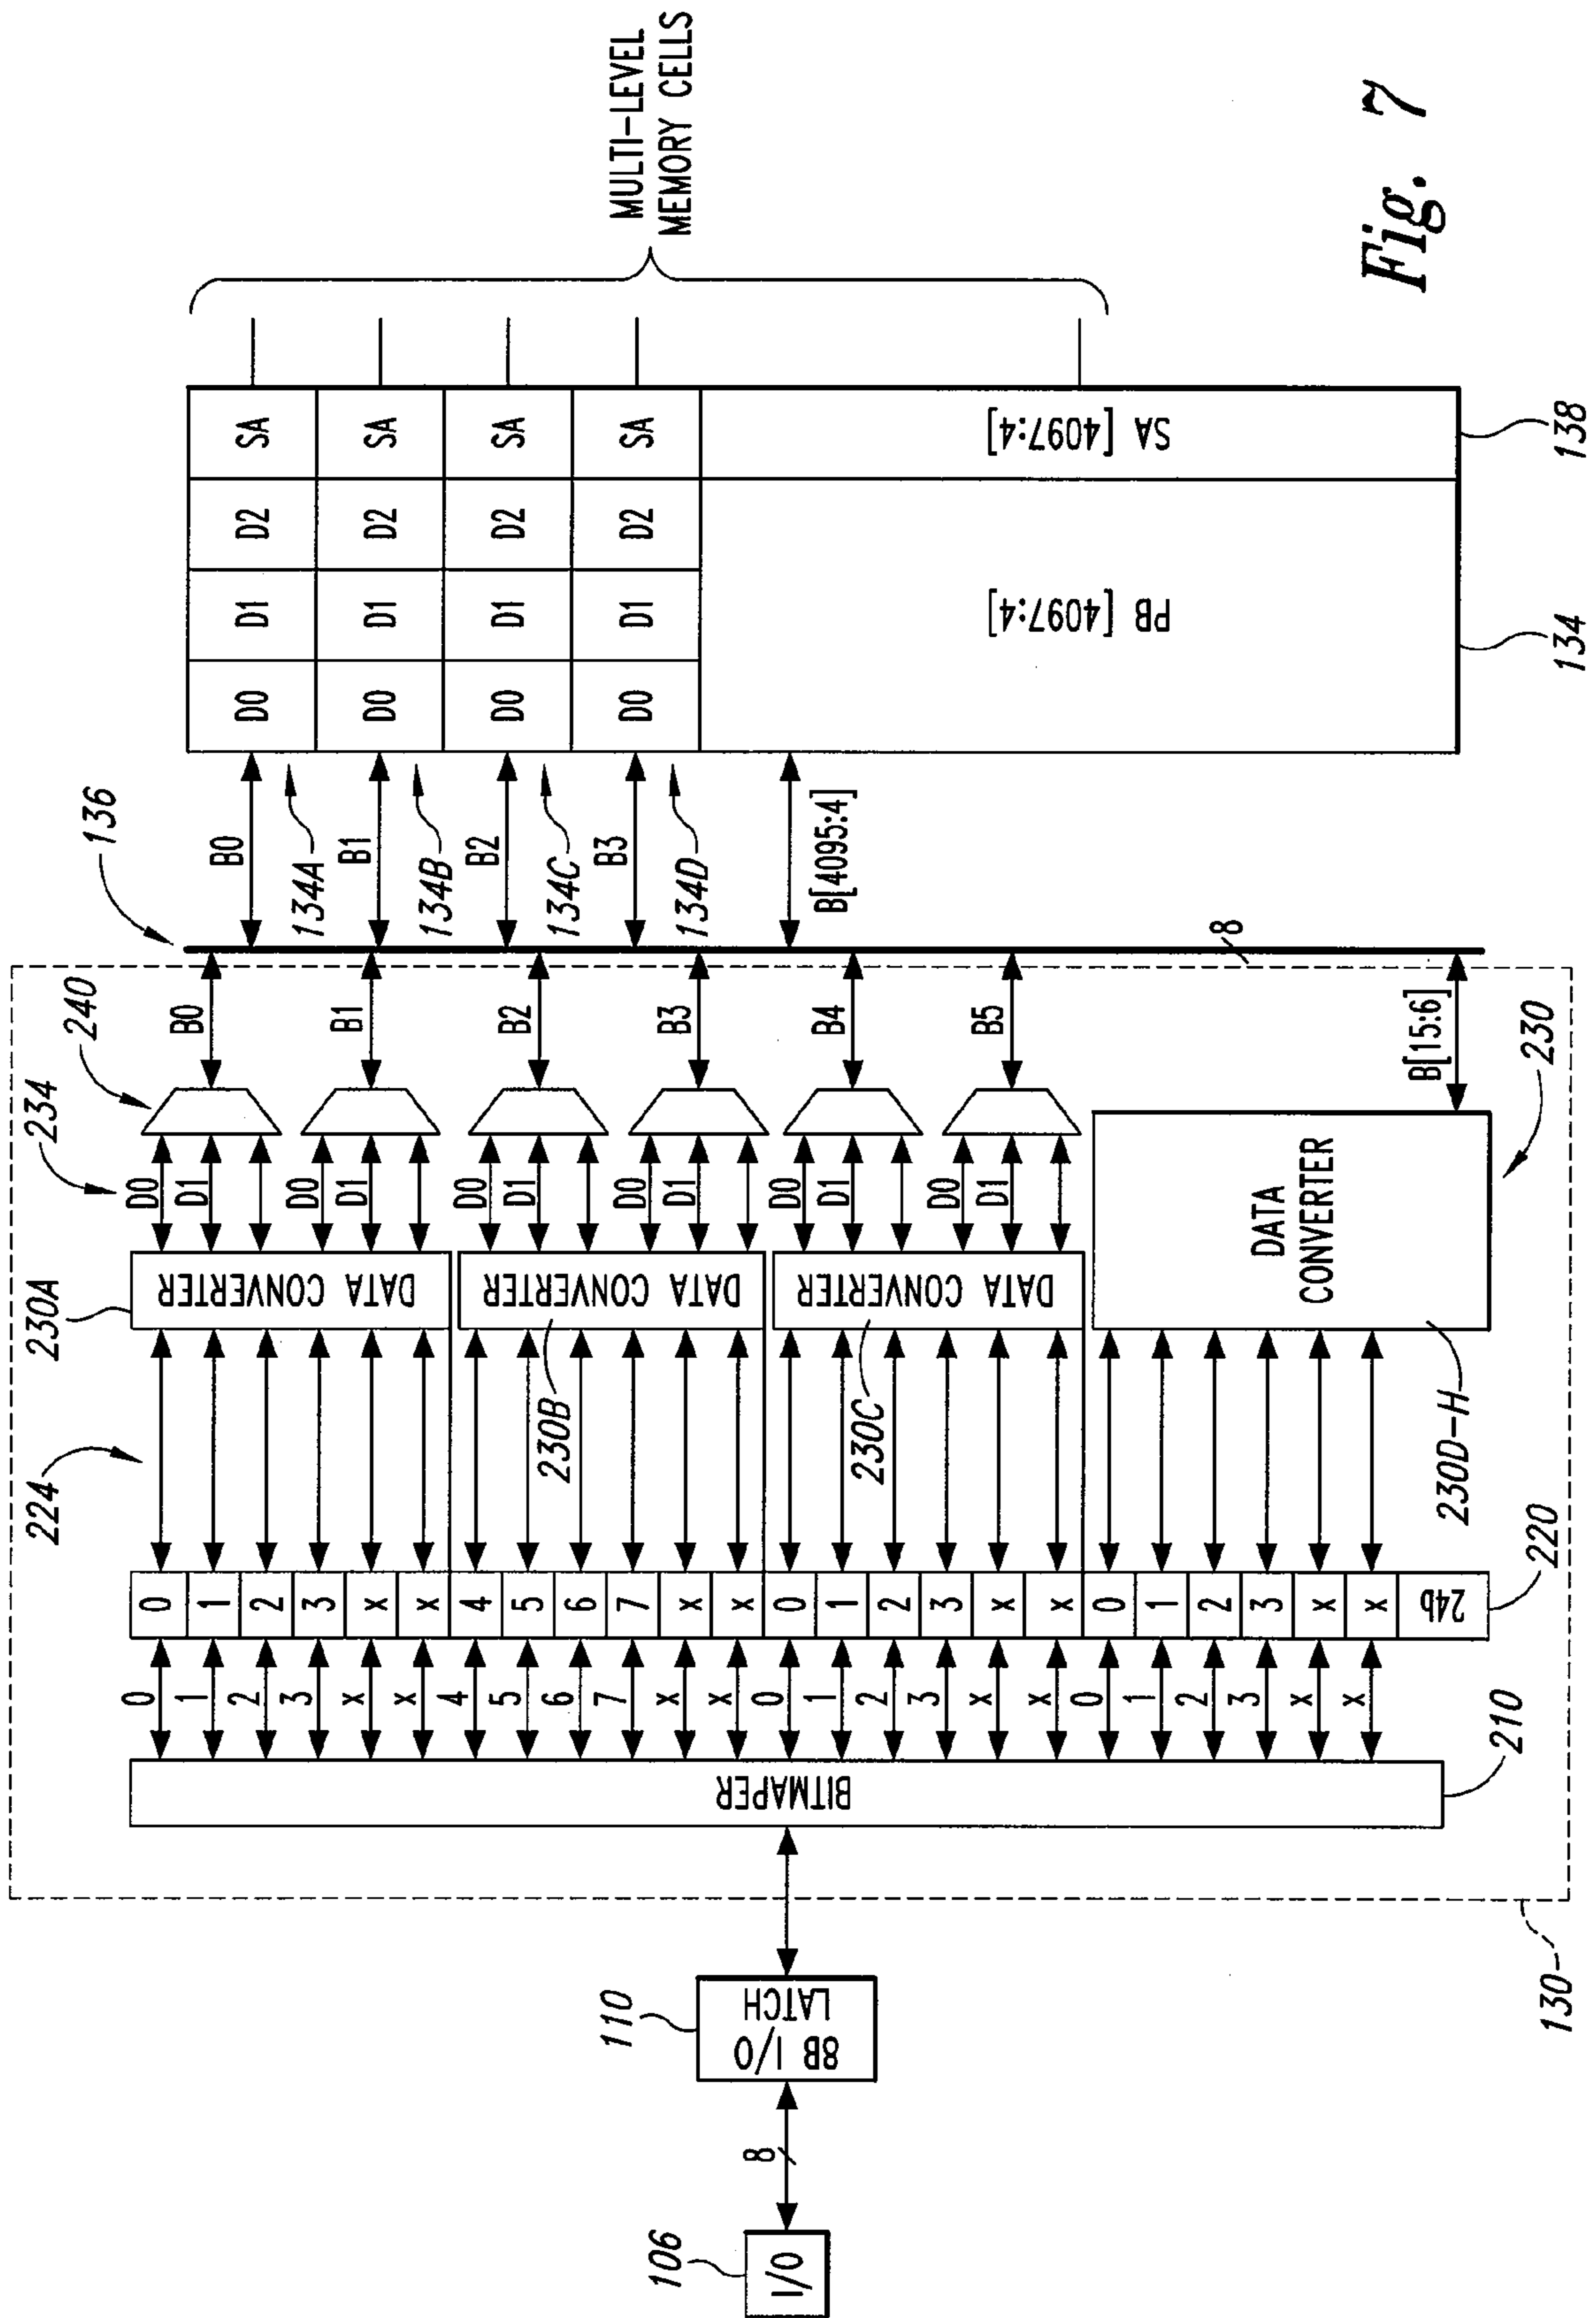 MULTI-LEVEL
MEMORY CELLS
Fig. 7
D0 D1 D2 SA
D0 D1 D2 SA
D0 D1 D2 SA
D0 D1 D2 SA
PB [4097:4]
SA [4097:4]
134
138
136
B0
134A
B1
134B
B2
134C
B3
134D
B[4095:4]
8
240
B0
B1
B2
B3
B4
B5
B[15:6]
230
234
D0
D1
D0
D1
D0
D1
D0
D1
D0
D1
D0
D1
230A
DATA CONVERTER
DATA CONVERTER
230B
DATA CONVERTER
230C
DATA
CONVERTER
230D-H
224
0
1
2
3
x
x
4
5
6
7
x
x
0
1
2
3
x
x
0
1
2
3
x
x
24b
220
0
1
2
3
x
x
4
5
6
7
x
x
0
1
2
3
x
x
0
1
2
3
x
x
BITMAPER
210
130
110
8B I/O
LATCH
8
106
I/O